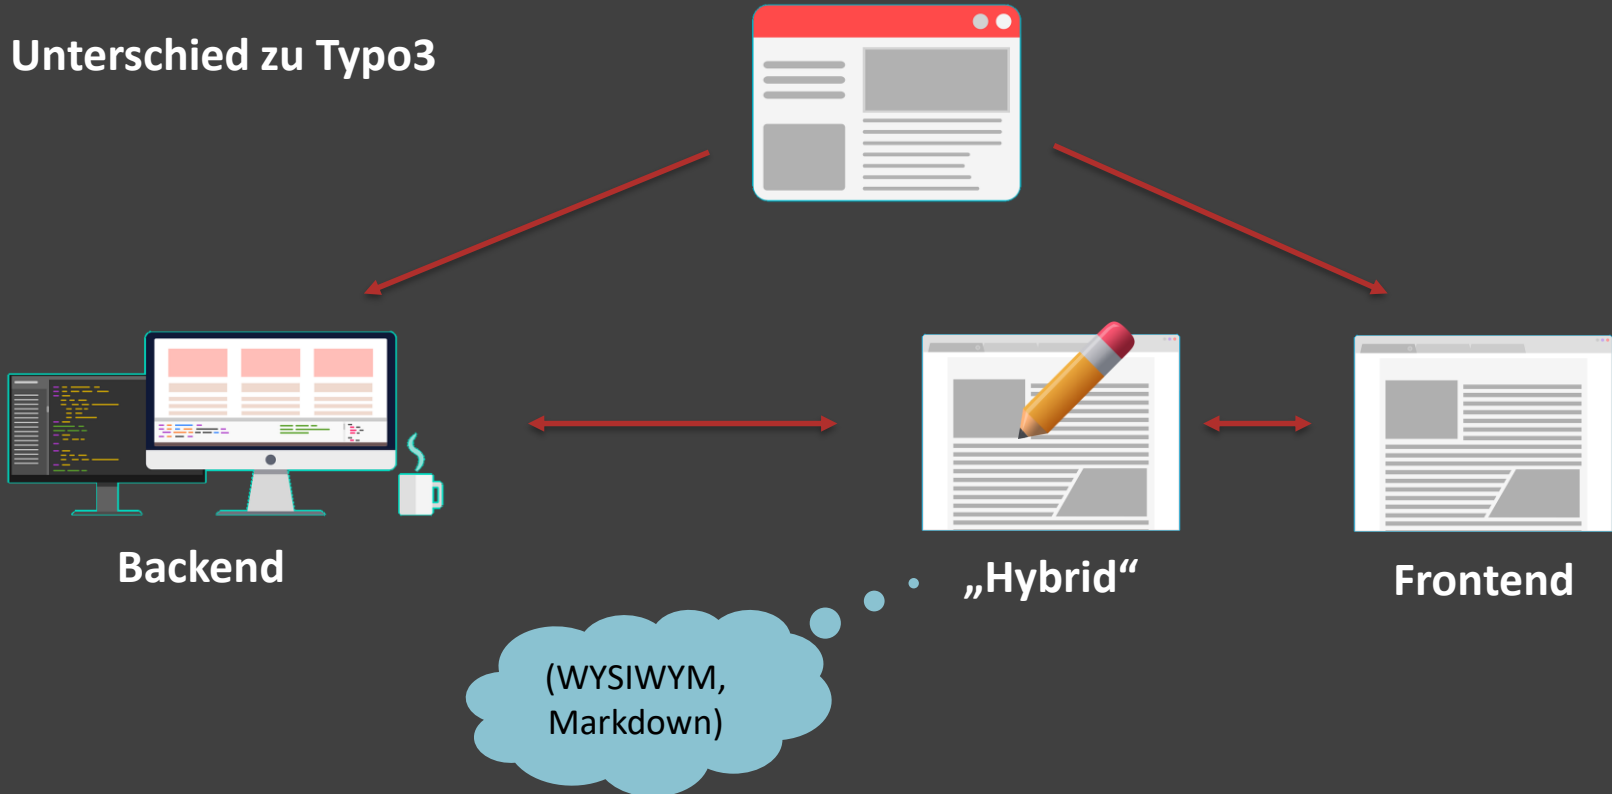 Unterschied zu Typo3
Backend
„Hybrid“
Frontend
(WYSIWYM,
Markdown)